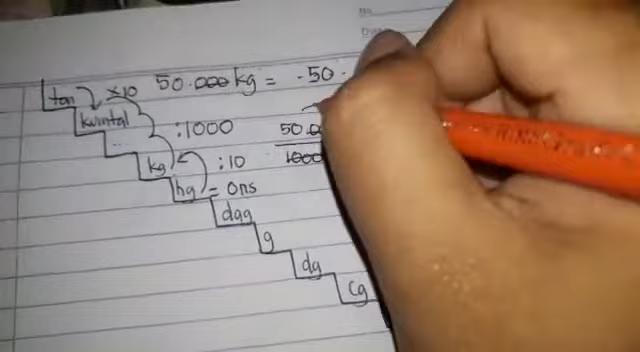 ton ×10 50.000 kg = .50.
kwintal
:1000 50.0
... 1000
kg :10
hg = ons
dag
g
dg
cg